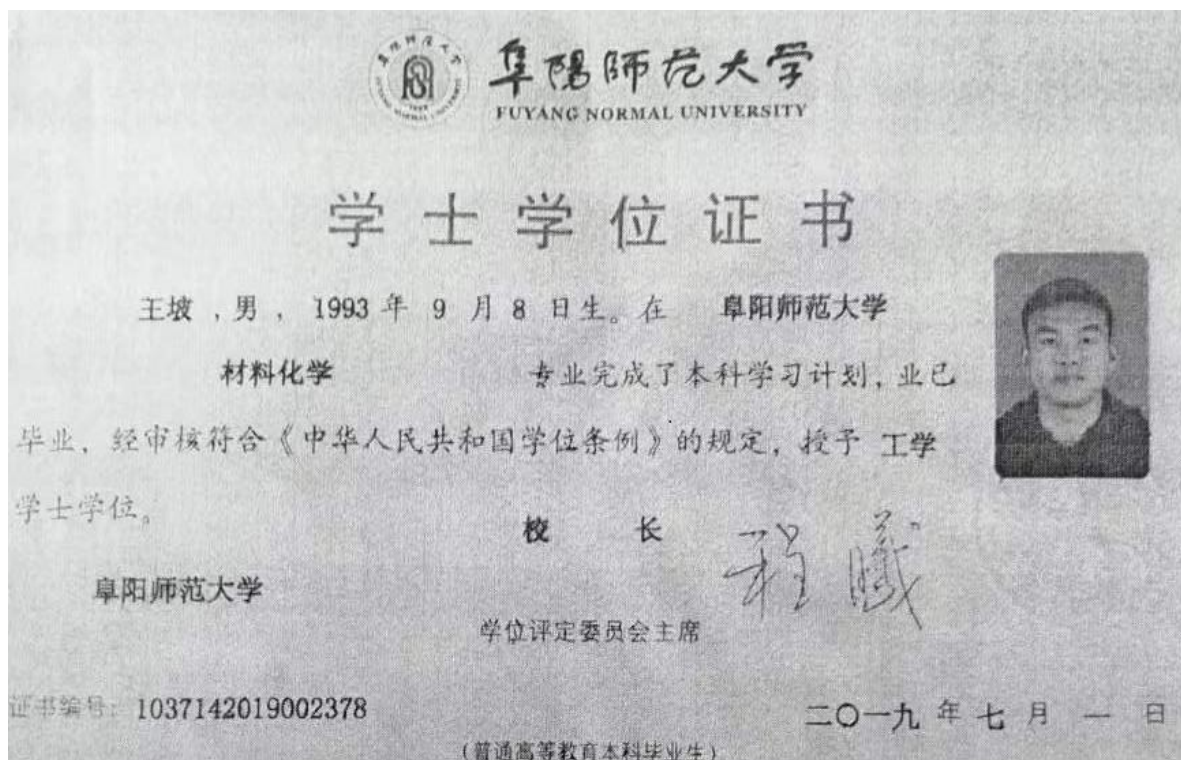 阜陽師范大学
FUYANG NORMAL UNIVERSITY
学士学位证书
王坡 ，男 ， 1993 年 9 月 8 日生。在 阜阳师范大学
材料化学 专业完成了本科学习计划，业已
毕业，经审核符合《中华人民共和国学位条例》的规定，授予 工学
学士学位。
校 长 程曦
阜阳师范大学
学位评定委员会主席
证书编号：1037142019002378
二〇一九 年 七 月 一 日
（普通高等教育本科毕业生）